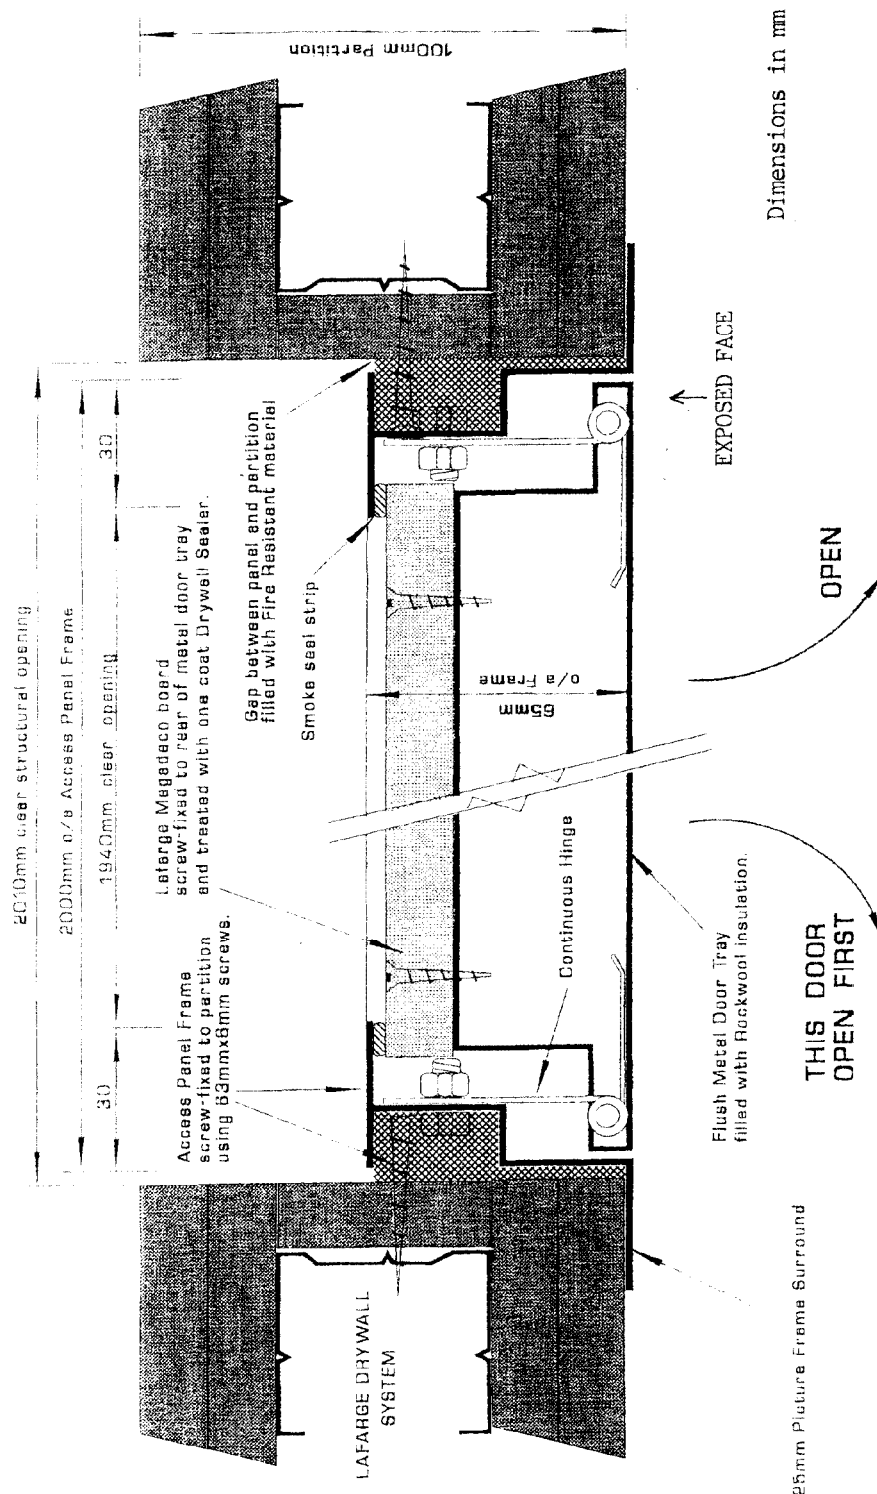 2010mm clear structural opening
2000mm o/a Access Panel Frame
30
1940mm clear opening
30
100mm Partition
Access Panel Frame
screw-fixed to partition
using 63mmx6mm screws.
Lafarge Megadeco board
screw-fixed to rear of metal door tray
and treated with one coat Drywall Sealer.
Gap between panel and partition
filled with Fire Resistant material
Smoke seal strip
65mm
o/a Frame
LAFARGE DRYWALL
SYSTEM
Continuous Hinge
EXPOSED FACE
Dimensions in mm
25mm Picture Frame Surround
Flush Metal Door Tray
filled with Rockwool insulation.
THIS DOOR
OPEN FIRST
OPEN